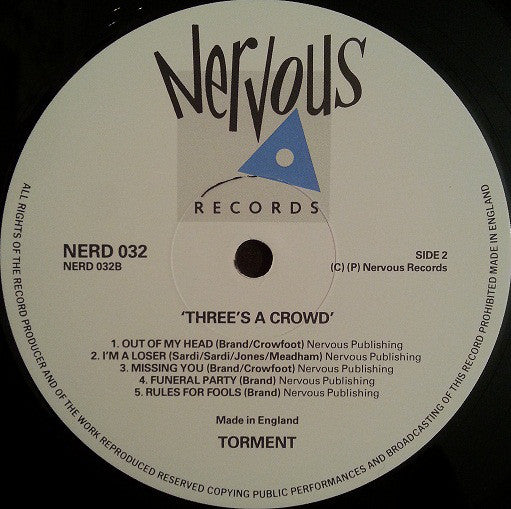 Nervous
RECORDS
NERD 032
NERD 032B
SIDE 2
(C) (P) Nervous Records
'THREE'S A CROWD'
1. OUT OF MY HEAD (Brand/Crowfoot) Nervous Publishing
2. I'M A LOSER (Sardi/Sardi/Jones/Meadham) Nervous Publishing
3. MISSING YOU (Brand/Crowfoot) Nervous Publishing
4. FUNERAL PARTY (Brand) Nervous Publishing
5. RULES FOR FOOLS (Brand) Nervous Publishing
Made in England
TORMENT
ALL RIGHTS OF THE RECORD PRODUCER AND OF THE WORK REPRODUCED RESERVED COPYING PUBLIC PERFORMANCES AND BROADCASTING OF THIS RECORD PROHIBITED MADE IN ENGLAND